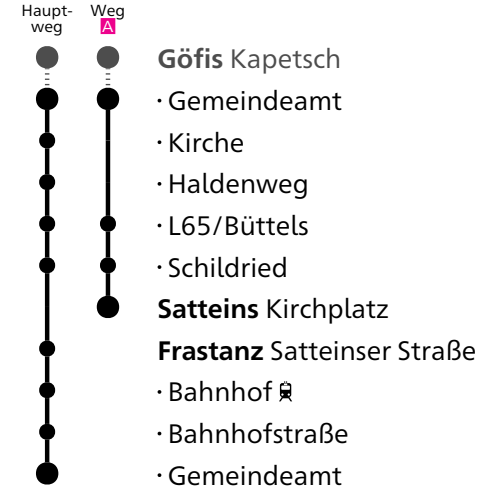 Haupt-
weg
Weg
A
Göfis Kapetsch
· Gemeindeamt
· Kirche
· Haldenweg
· L65/Büttels
· Schildried
Satteins Kirchplatz
Frastanz Satteinser Straße
· Bahnhof
· Bahnhofstraße
· Gemeindeamt